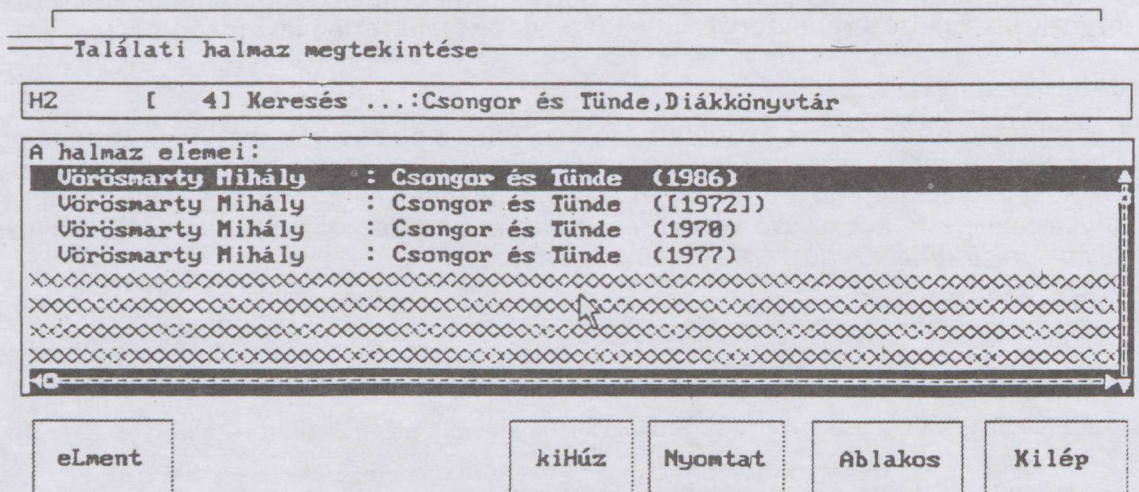 Találati halmaz megtekintése
H2 [ 4] Keresés ...:Csongor és Tünde,Diákkönyvtár
A halmaz elemei:
Vörösmarty Mihály : Csongor és Tünde (1986)
Vörösmarty Mihály : Csongor és Tünde ([1972])
Vörösmarty Mihály : Csongor és Tünde (1970)
Vörösmarty Mihály : Csongor és Tünde (1977)
eLment kiHúz Nyomtat Ablakos Kilép